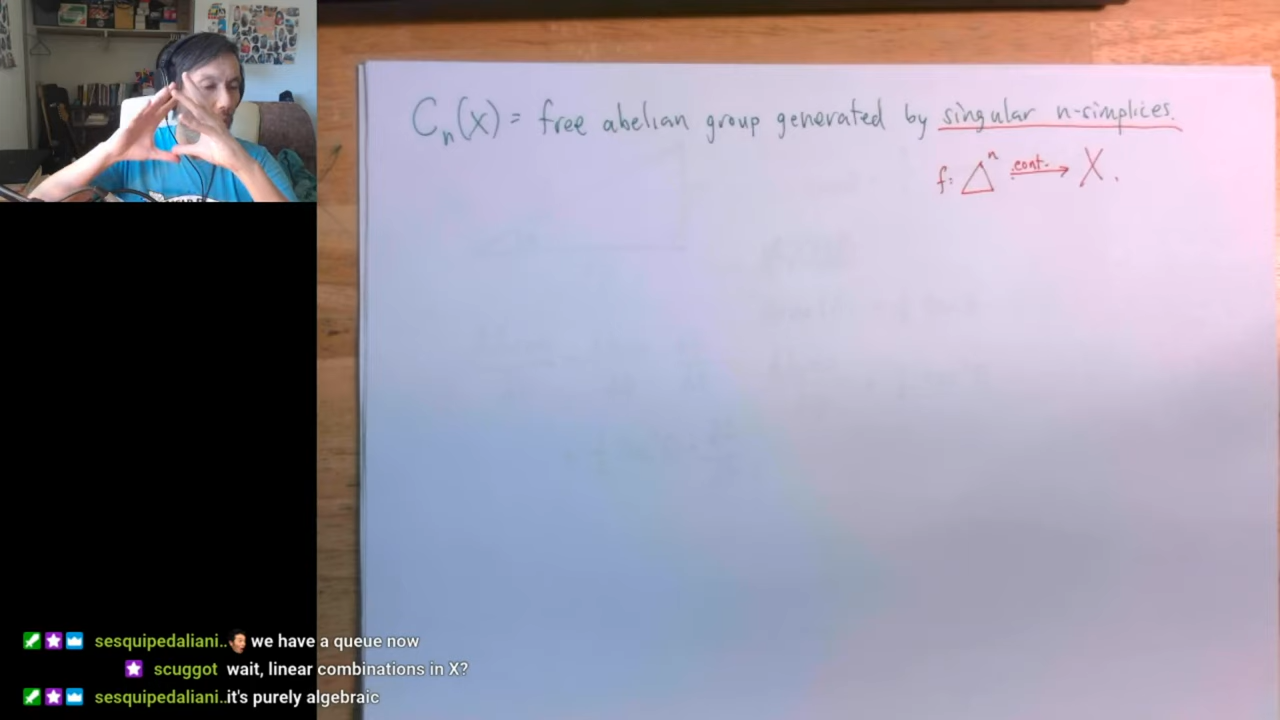 Cₙ(X) = free abelian group generated by singular n-simplices.
f: Δⁿ cont.→ X.
sesquipedaliani.. we have a queue now
scuggot wait, linear combinations in X?
sesquipedaliani.. it's purely algebraic